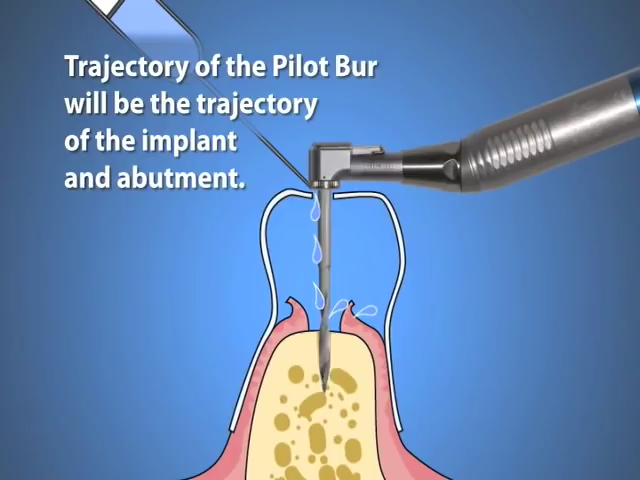 Trajectory of the Pilot Bur
will be the trajectory
of the implant
and abutment.